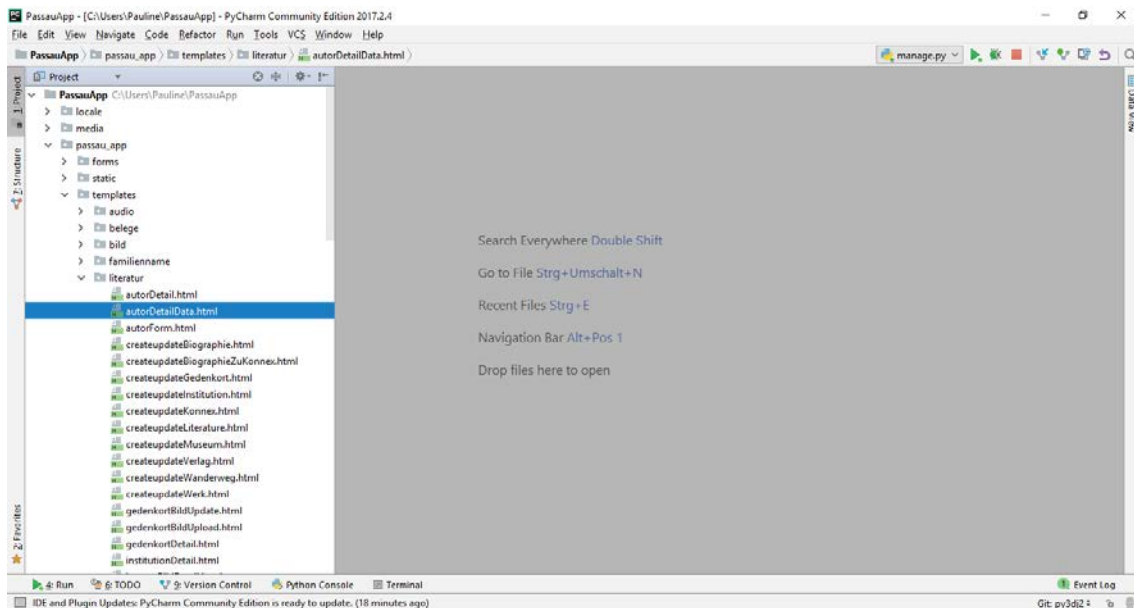 PassauApp - [C:\Users\Pauline\PassauApp] - PyCharm Community Edition 2017.2.4
File Edit View Navigate Code Refactor Run Tools VCS Window Help
PassauApp passau_app templates literatur autorDetailData.html manage.py
Project
1: Project
7: Structure
2: Favorites
Data View
PassauApp C:\Users\Pauline\PassauApp
locale
media
passau_app
forms
static
templates
audio
belege
bild
familienname
literatur
autorDetail.html
autorDetailData.html
autorForm.html
createupdateBiographie.html
createupdateBiographieZuKonnex.html
createupdateGedenkort.html
createupdateInstitution.html
createupdateKonnex.html
createupdateLiterature.html
createupdateMuseum.html
createupdateVerlag.html
createupdateWanderweg.html
createupdateWerk.html
gedenkortBildUpdate.html
gedenkortBildUpload.html
gedenkortDetail.html
institutionDetail.html
Search Everywhere Double Shift
Go to File Strg+Umschalt+N
Recent Files Strg+E
Navigation Bar Alt+Pos 1
Drop files here to open
4: Run 6: TODO 9: Version Control Python Console Terminal 1 Event Log
IDE and Plugin Updates: PyCharm Community Edition is ready to update. (18 minutes ago) Git: py3dj2